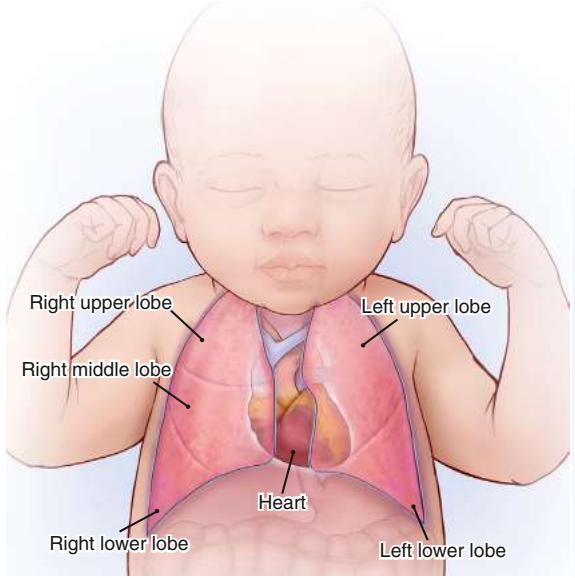 Right upper lobe
Left upper lobe
Right middle lobe
Heart
Right lower lobe
Left lower lobe